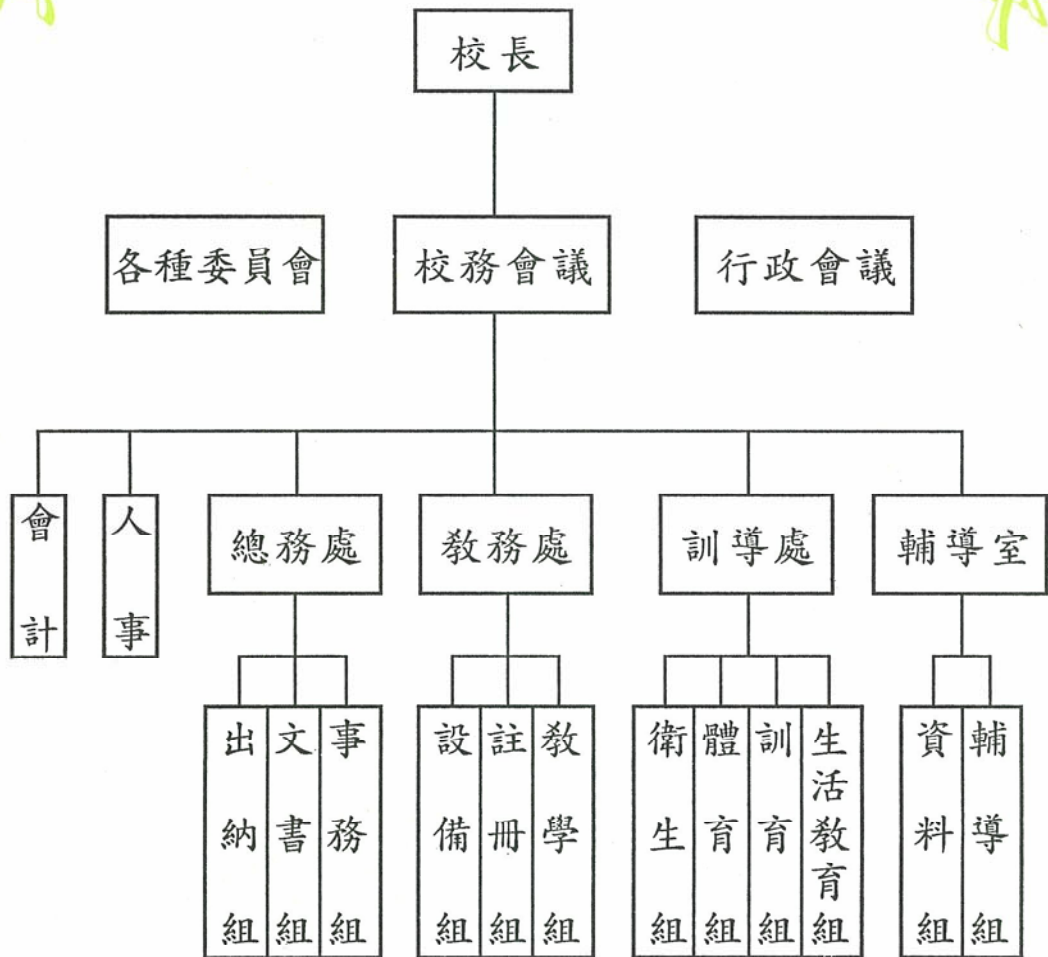 校長
各種委員會
校務會議
行政會議
會計
人事
總務處
教務處
訓導處
輔導室
出納組
文書組
事務組
設備組
註冊組
教學組
衛生組
體育組
訓育組
生活教育組
資料組
輔導組